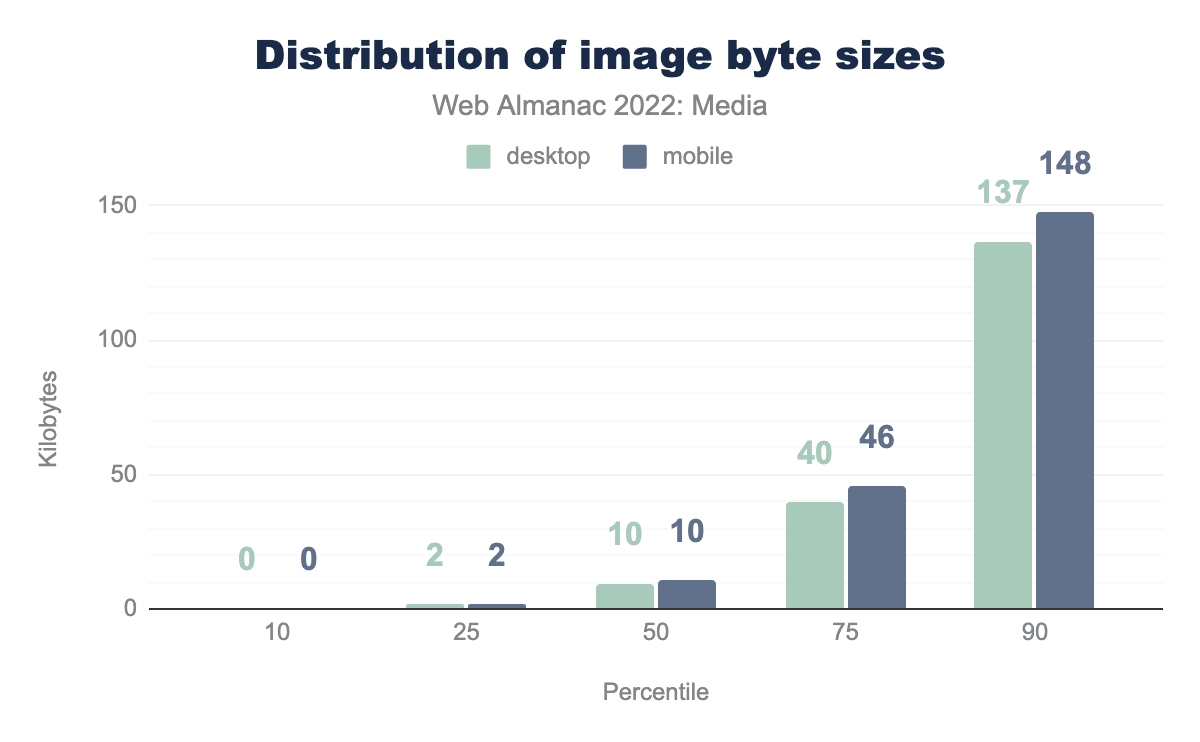 Distribution of image byte sizes
Web Almanac 2022: Media
desktop mobile
148
137
150
100
50
0
Kilobytes
46
40
10 10
2 2
0 0
10 25 50 75 90
Percentile